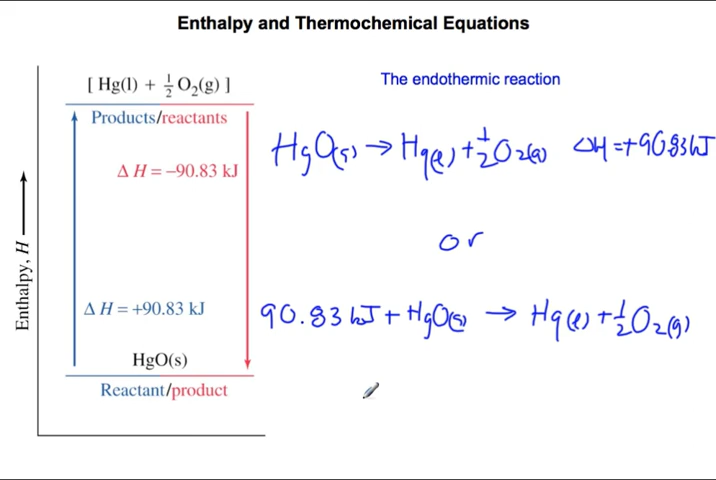 Enthalpy and Thermochemical Equations
[ Hg(l) + 1/2 O₂(g) ]
Products/reactants
Δ H = −90.83 kJ
Δ H = +90.83 kJ
HgO(s)
Reactant/product
Enthalpy, H
The endothermic reaction
HgO(s) → Hg(l) + 1/2 O₂(g) ΔH = +90.83 kJ
or
90.83 kJ + HgO(s) → Hg(l) + 1/2 O₂(g)